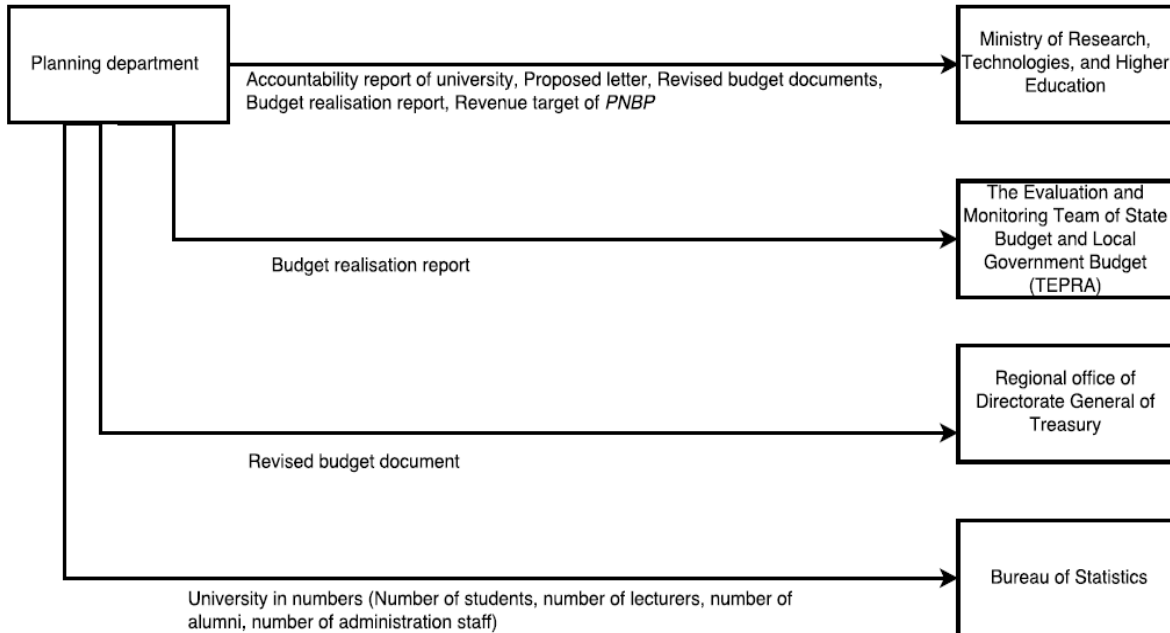 Planning department
Ministry of Research,
Technologies, and Higher
Education
Accountability report of university, Proposed letter, Revised budget documents,
Budget realisation report, Revenue target of PNBP
The Evaluation and
Monitoring Team of State
Budget and Local
Government Budget
(TEPRA)
Budget realisation report
Regional office of
Directorate General of
Treasury
Revised budget document
Bureau of Statistics
University in numbers (Number of students, number of lecturers, number of
alumni, number of administration staff)